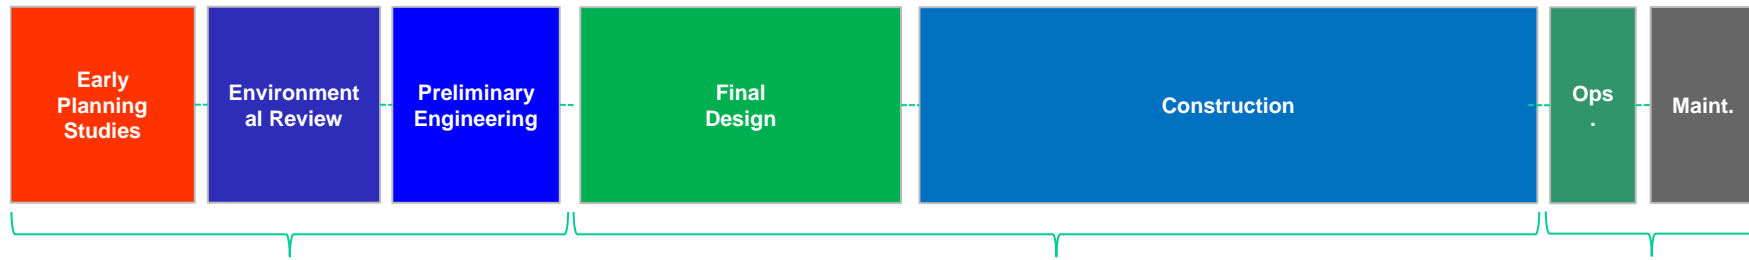 Early
Planning
Studies
Environment
al Review
Preliminary
Engineering
Final
Design
Construction
Ops
.
Maint.